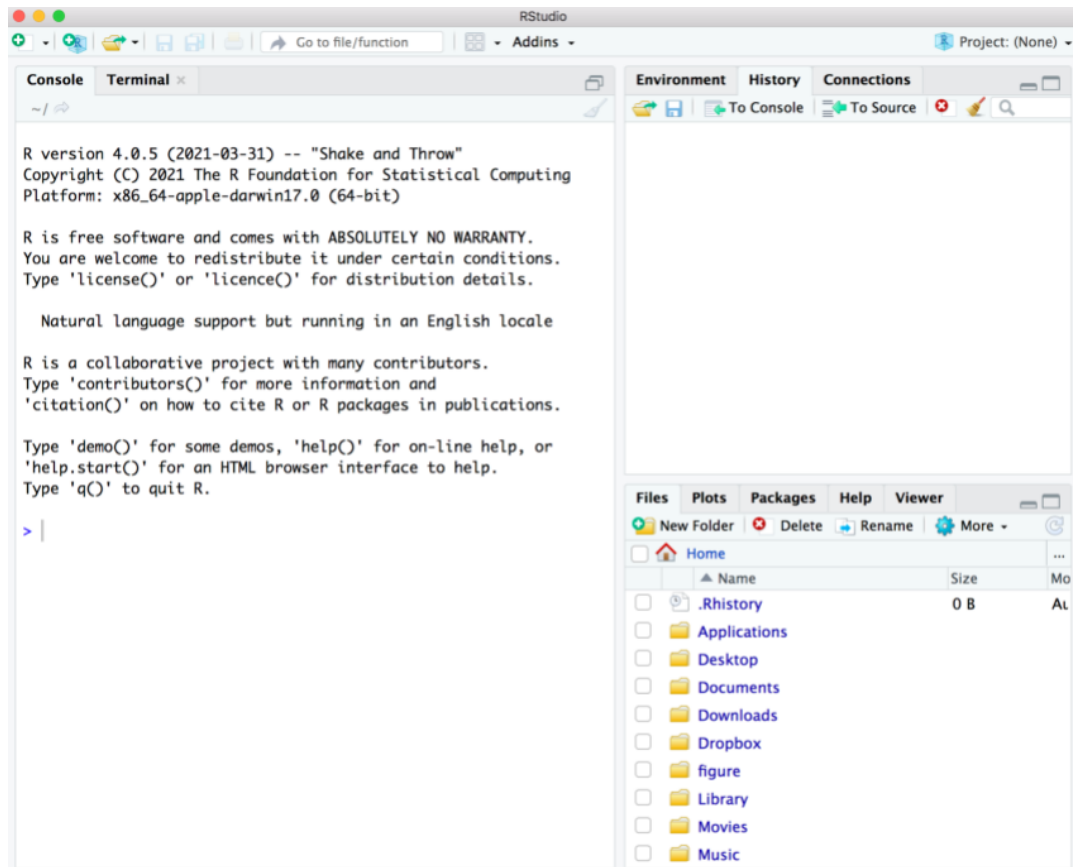 RStudio
Go to file/function Addins Project: (None)
Console Terminal
~/
R version 4.0.5 (2021-03-31) -- "Shake and Throw"
Copyright (C) 2021 The R Foundation for Statistical Computing
Platform: x86_64-apple-darwin17.0 (64-bit)
R is free software and comes with ABSOLUTELY NO WARRANTY.
You are welcome to redistribute it under certain conditions.
Type 'license()' or 'licence()' for distribution details.
Natural language support but running in an English locale
R is a collaborative project with many contributors.
Type 'contributors()' for more information and
'citation()' on how to cite R or R packages in publications.
Type 'demo()' for some demos, 'help()' for on-line help, or
'help.start()' for an HTML browser interface to help.
Type 'q()' to quit R.
>
Environment History Connections
To Console To Source
Files Plots Packages Help Viewer
New Folder Delete Rename More
Home ...
Name Size Mo
.Rhistory 0 B Au
Applications
Desktop
Documents
Downloads
Dropbox
figure
Library
Movies
Music